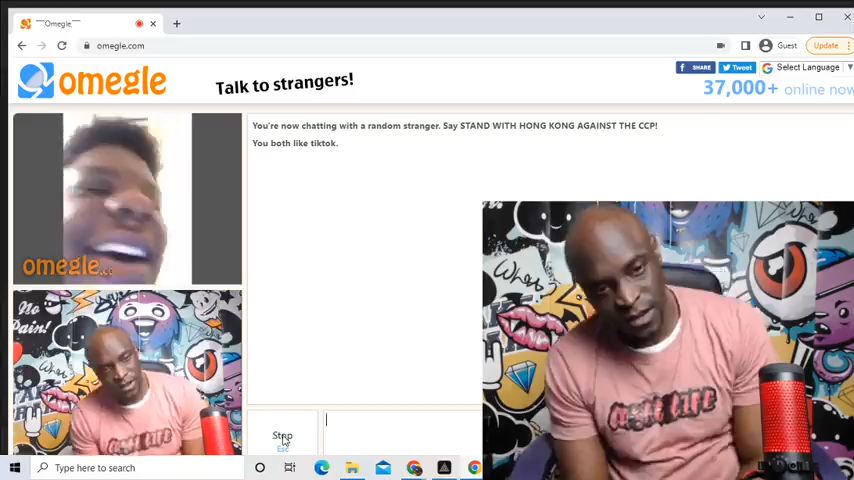 "Omegle,"
omegle.com
Guest
Update
omegle
Talk to strangers!
SHARE
Tweet
Select Language
37,000+ online now
You're now chatting with a random stranger. Say STAND WITH HONG KONG AGAINST THE CCP!
You both like tiktok.
omegle.c
No
Pain!
Stop
Esc
Type here to search